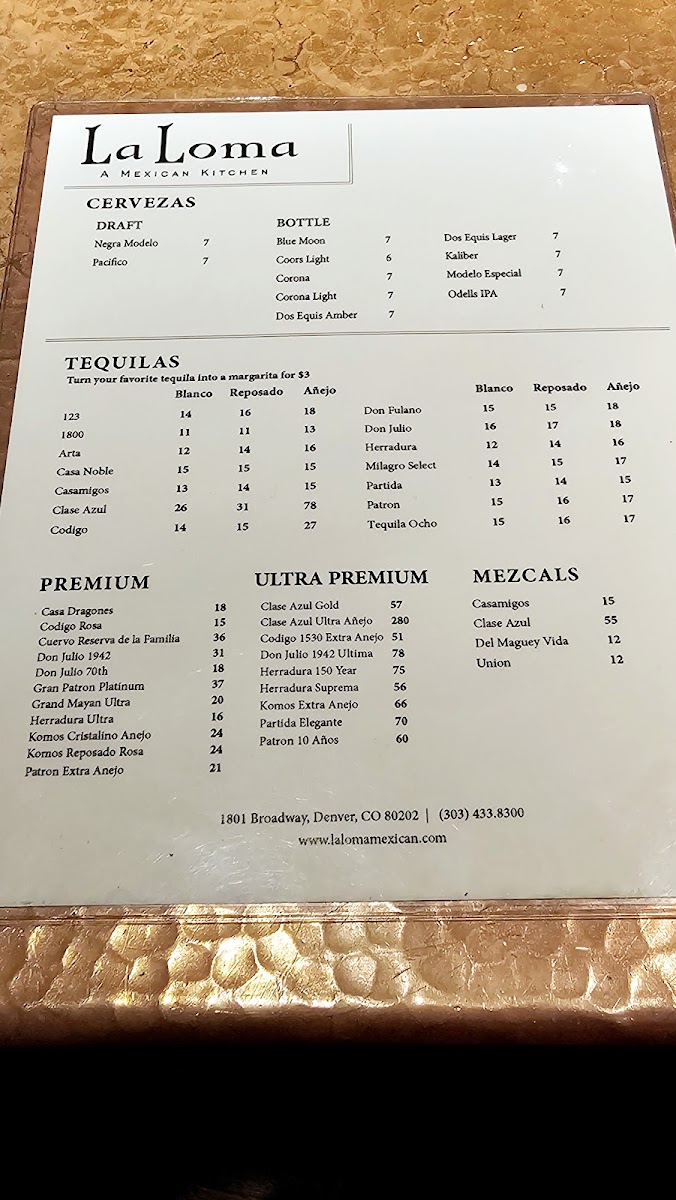 La Loma
A Mexican Kitchen
CERVEZAS
DRAFT
Negra Modelo 7
Pacifico 7
BOTTLE
Blue Moon 7
Coors Light 6
Corona 7
Corona Light 7
Dos Equis Amber 7
Dos Equis Lager 7
Kaliber 7
Modelo Especial 7
Odells IPA 7
TEQUILAS
Turn your favorite tequila into a margarita for $3
Blanco Reposado Añejo
123 14 16 18
1800 11 11 13
Arta 12 14 16
Casa Noble 15 15 15
Casamigos 13 14 15
Clase Azul 26 31 78
Codigo 14 15 27
Blanco Reposado Añejo
Don Fulano 15 15 18
Don Julio 16 17 18
Herradura 12 14 16
Milagro Select 14 15 17
Partida 13 14 15
Patron 15 16 17
Tequila Ocho 15 16 17
PREMIUM
Casa Dragones 18
Codigo Rosa 15
Cuervo Reserva de la Familia 36
Don Julio 1942 31
Don Julio 70th 18
Gran Patron Platinum 37
Grand Mayan Ultra 20
Herradura Ultra 16
Komos Cristalino Anejo 24
Komos Reposado Rosa 24
Patron Extra Anejo 21
ULTRA PREMIUM
Clase Azul Gold 57
Clase Azul Ultra Añejo 280
Codigo 1530 Extra Anejo 51
Don Julio 1942 Ultima 78
Herradura 150 Year 75
Herradura Suprema 56
Komos Extra Anejo 66
Partida Elegante 70
Patron 10 Años 60
MEZCALS
Casamigos 15
Clase Azul 55
Del Maguey Vida 12
Union 12
1801 Broadway, Denver, CO 80202 | (303) 433.8300
www.lalomamexican.com